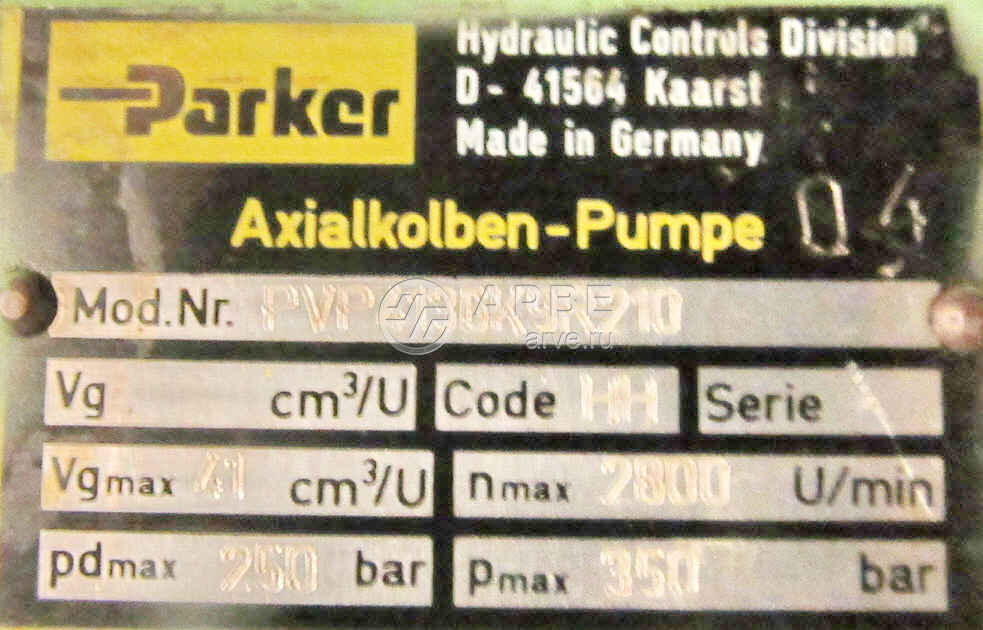 Parker
Hydraulic Controls Division
D- 41564 Kaarst
Made in Germany
Axialkolben-Pumpe 04
Mod.Nr.
АРВЕ
arve.ru
Vg cm³/U Code HH Serie
Vgmax 41 cm³/U nmax 2800 U/min
pdmax 250 bar pmax 350 bar